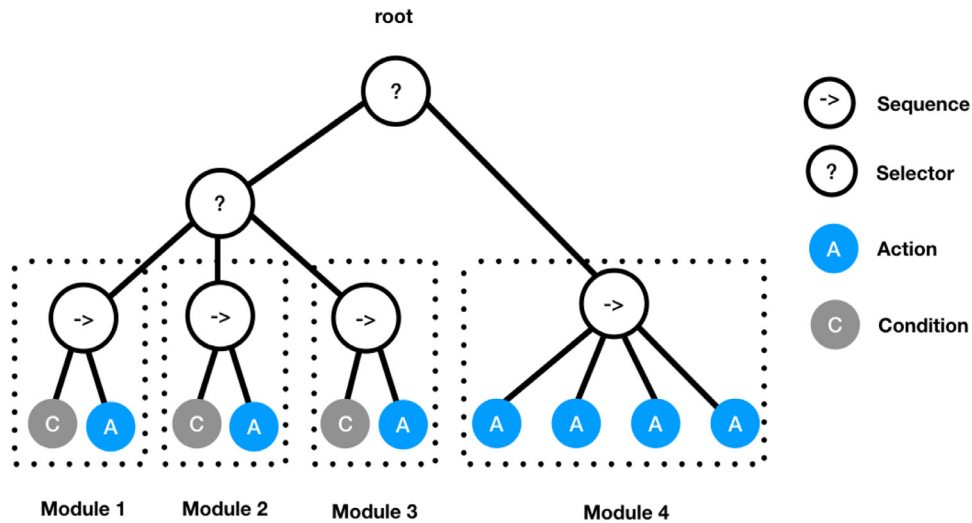 root
?
-> Sequence
?
? Selector
A Action
-> -> -> ->
C Condition
C A C A C A A A A A
Module 1 Module 2 Module 3 Module 4